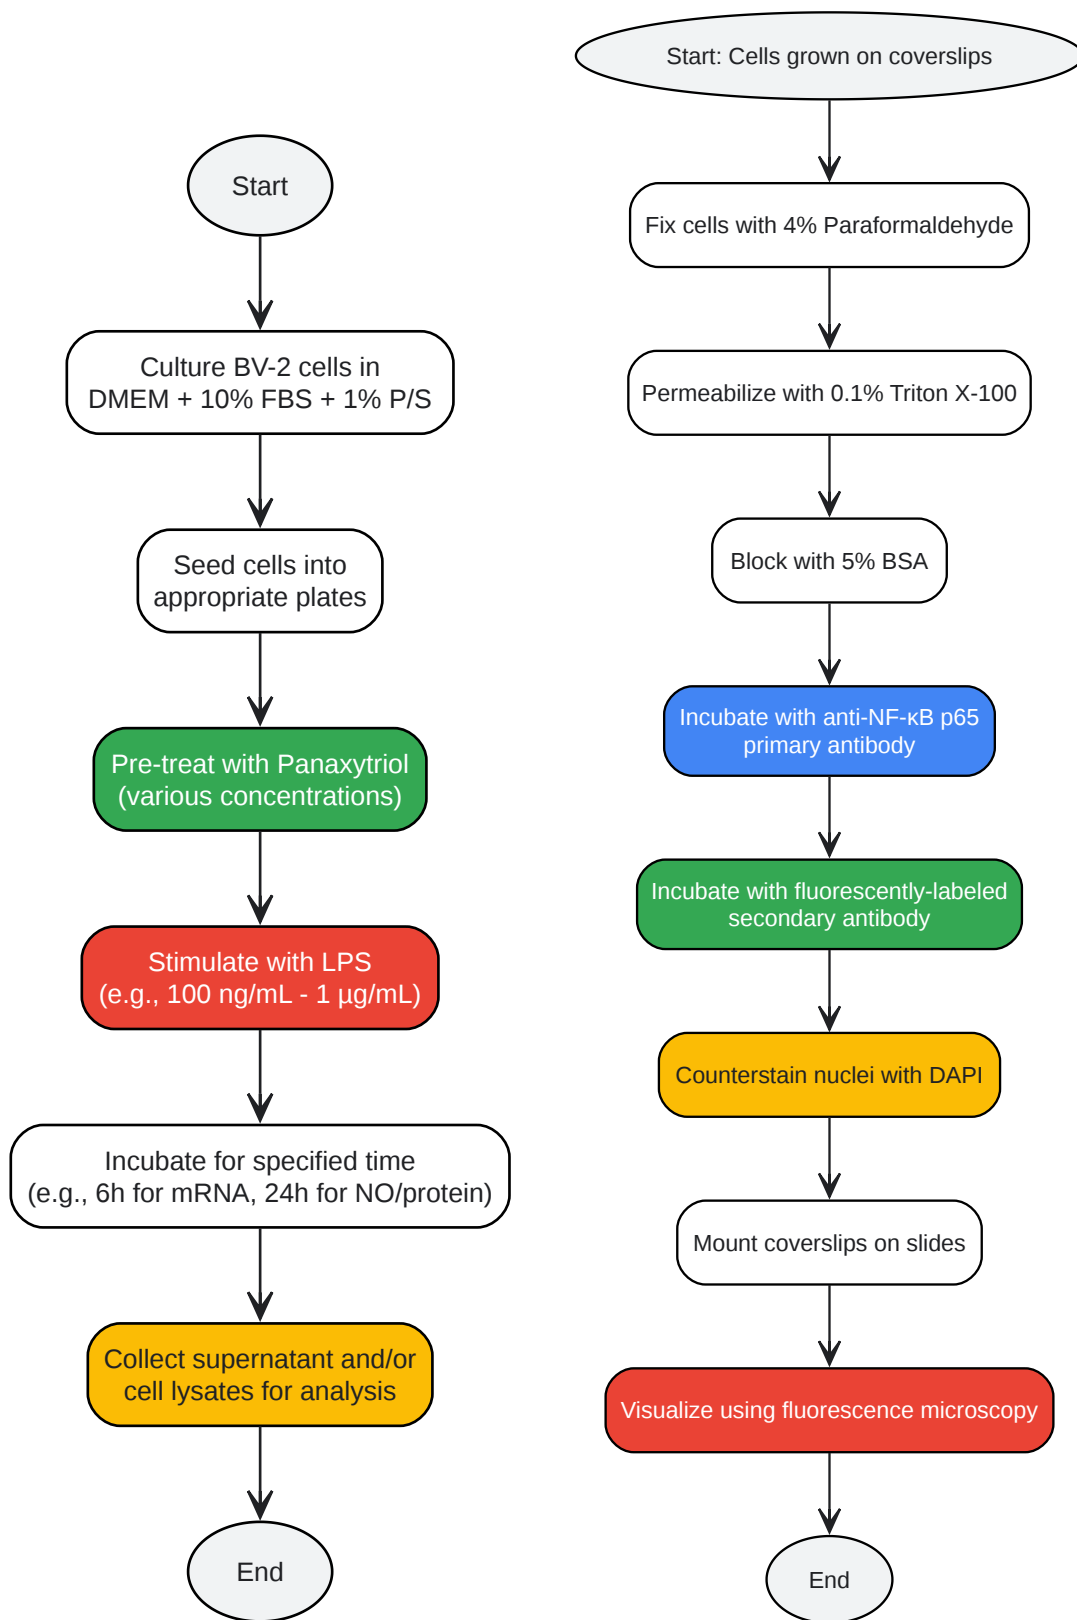 Start
Culture BV-2 cells in
DMEM + 10% FBS + 1% P/S
Seed cells into
appropriate plates
Pre-treat with Panaxytriol
(various concentrations)
Stimulate with LPS
(e.g., 100 ng/mL - 1 µg/mL)
Incubate for specified time
(e.g., 6h for mRNA, 24h for NO/protein)
Collect supernatant and/or
cell lysates for analysis
End
Start: Cells grown on coverslips
Fix cells with 4% Paraformaldehyde
Permeabilize with 0.1% Triton X-100
Block with 5% BSA
Incubate with anti-NF-κB p65
primary antibody
Incubate with fluorescently-labeled
secondary antibody
Counterstain nuclei with DAPI
Mount coverslips on slides
Visualize using fluorescence microscopy
End